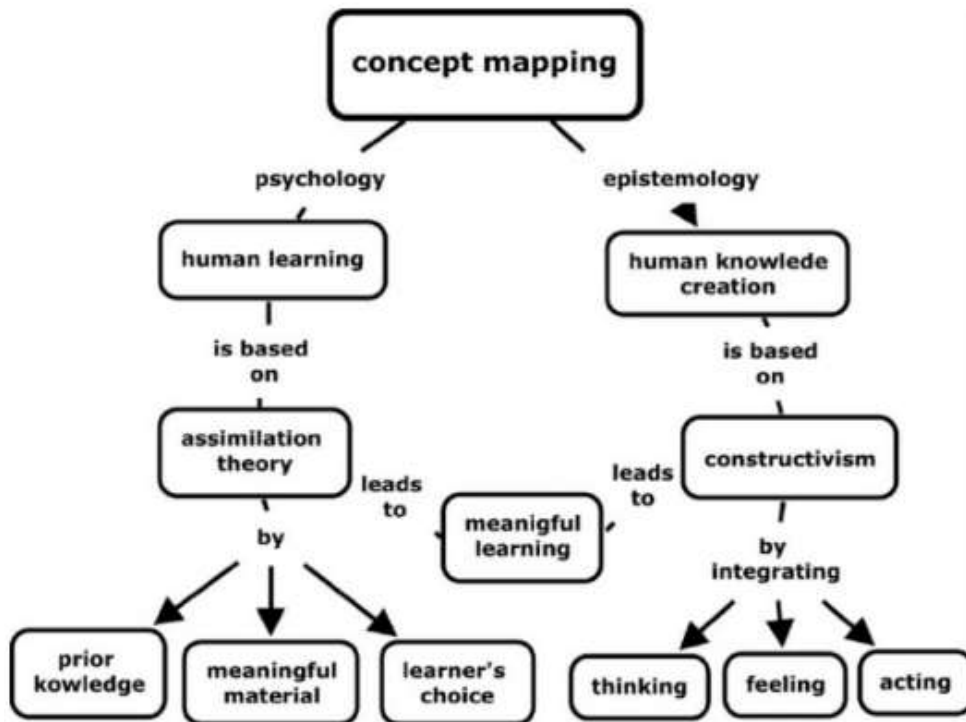 concept mapping
psychology
epistemology
human learning
human knowlede
creation
is based
on
is based
on
assimilation
theory
constructivism
leads
to
leads
to
meanigful
learning
by
by
integrating
prior
kowledge
meaningful
material
learner's
choice
thinking
feeling
acting